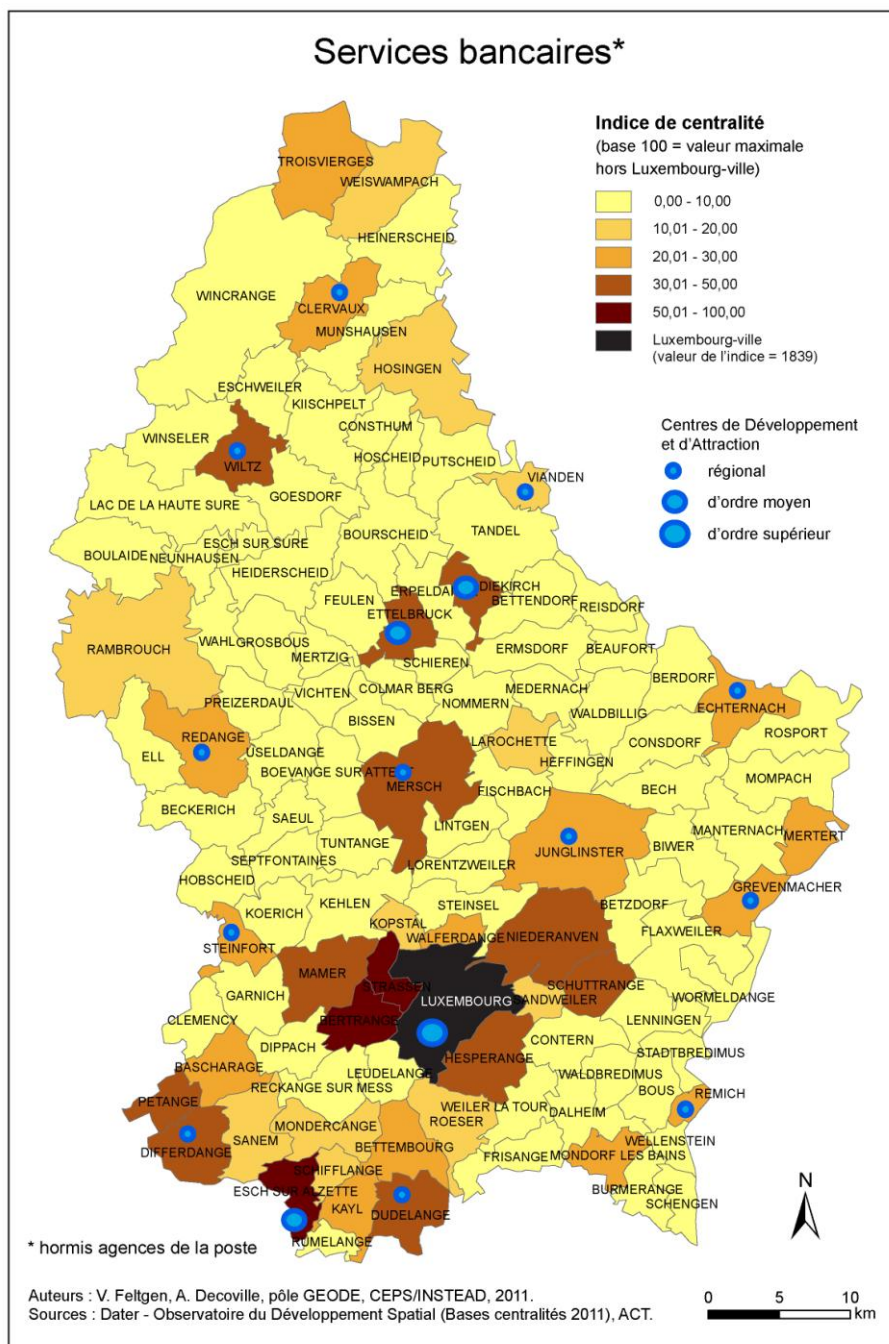 Services bancaires*
Indice de centralité
(base 100 = valeur maximale
hors Luxembourg-ville)
0,00 - 10,00
10,01 - 20,00
20,01 - 30,00
30,01 - 50,00
50,01 - 100,00
Luxembourg-ville
(valeur de l'indice = 1839)
Centres de Développement
et d'Attraction
régional
d'ordre moyen
d'ordre supérieur
TROISVIERGES
WEISWAMPACH
HEINERSCHEID
WINCRANGE
CLERVAUX
MUNSHAUSEN
HOSINGEN
ESCHWEILER
KIISCHPELT
CONSTHUM
WINSELER
HOSCHEID
PUTSCHEID
WILTZ
VIANDEN
GOESDORF
LAC DE LA HAUTE SURE
TANDEL
BOURSCHEID
ESCH SUR SURE
BOULAIDE
NEUNHAUSEN
HEIDERSCHEID
DIEKIRCH
BETTENDORF
FEULEN
ETTELBRUCK
REISDORF
WAHL
GROSBOUS
RAMBROUCH
ERMSDORF
BEAUFORT
MERTZIG
SCHIEREN
BERDORF
COLMAR BERG
MEDERNACH
ECHTERNACH
PREIZERDAUL
VICHTEN
NOMMERN
WALDBILLIG
BISSEN
ROSPORT
REDANGE
USELDANGE
LAROCHETTE
CONSDORF
ELL
HEFFINGEN
BOEVANGE SUR ATTERT
MOMPACH
MERSCH
FISCHBACH
BECH
BECKERICH
SAEUL
LINTGEN
MANTERNACH
MERTERT
TUNTANGE
JUNGLINSTER
BIWER
SEPTFONTAINES
LORENTZWEILER
HOBSCHEID
GREVENMACHER
KEHLEN
STEINSEL
BETZDORF
KOERICH
KOPSTAL
FLAXWEILER
STEINFORT
WALFERDANGE
NIEDERANVEN
MAMER
STRASSEN
SCHUTTRANGE
GARNICH
LUXEMBOURG
SANDWEILER
WORMELDANGE
CLEMENCY
BERTRANGE
LENNINGEN
DIPPACH
CONTERN
STADTBREDIMUS
HESPERANGE
BASCHARAGE
LEUDELANGE
WALDBREDIMUS
RECKANGE SUR MESS
BOUS
REMICH
PETANGE
WEILER LA TOUR
DALHEIM
MONDERCANGE
ROESER
SANEM
WELLENSTEIN
DIFFERDANGE
BETTEMBOURG
FRISANGE
MONDORF LES BAINS
SCHIFFLANGE
ESCH SUR ALZETTE
BURMERANGE
KAYL
SCHENGEN
DUDELANGE
RUMELANGE
N
* hormis agences de la poste
Auteurs : V. Feltgen, A. Decoville, pôle GEODE, CEPS/INSTEAD, 2011.
Sources : Dater - Observatoire du Développement Spatial (Bases centralités 2011), ACT.
0 5 10
km